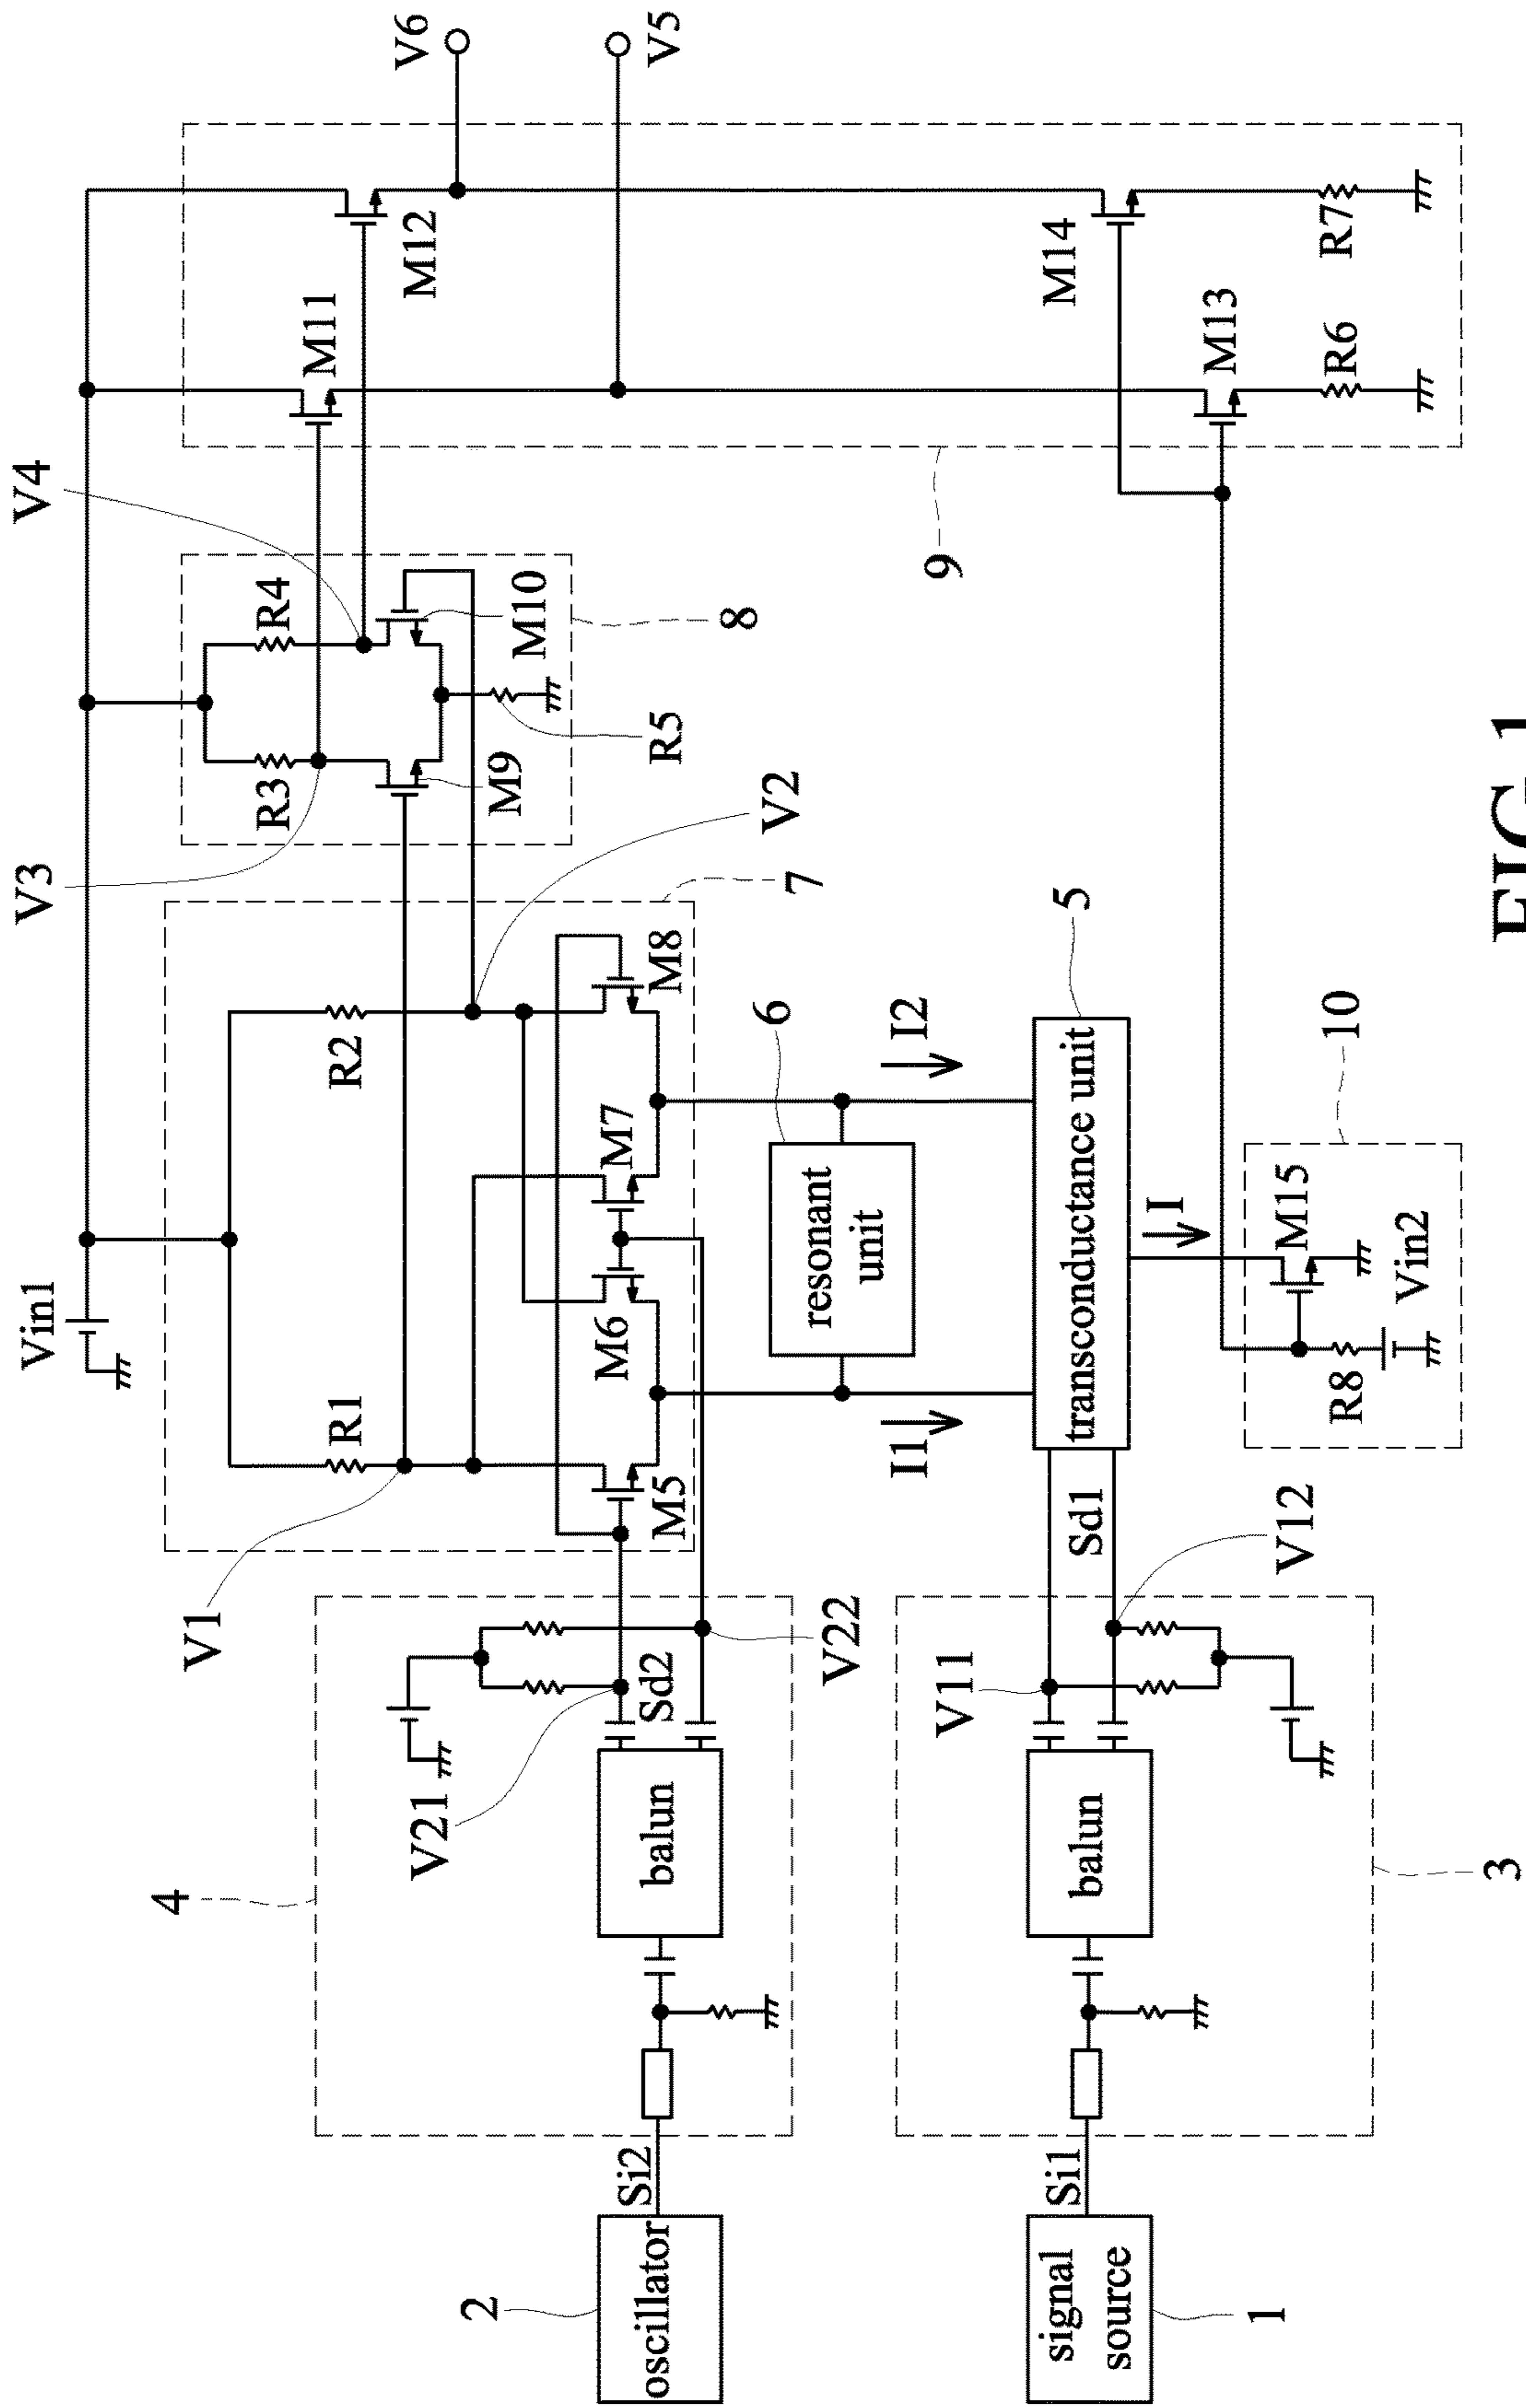 Vin1
V3
V4
V6
V5
V1
R1
R2
R3
R4
M9
M10
R5
8
M11
M12
M5
M6
M7
M8
7
V2
9
4
V21
Sd2
V22
balun
2
oscillator
Si2
6
resonant
unit
I1
I2
5
transconductance unit
I
V11
Sd1
V12
balun
3
1
signal
source
Si1
10
M15
R8
Vin2
M14
M13
R6
R7
FIG. 1